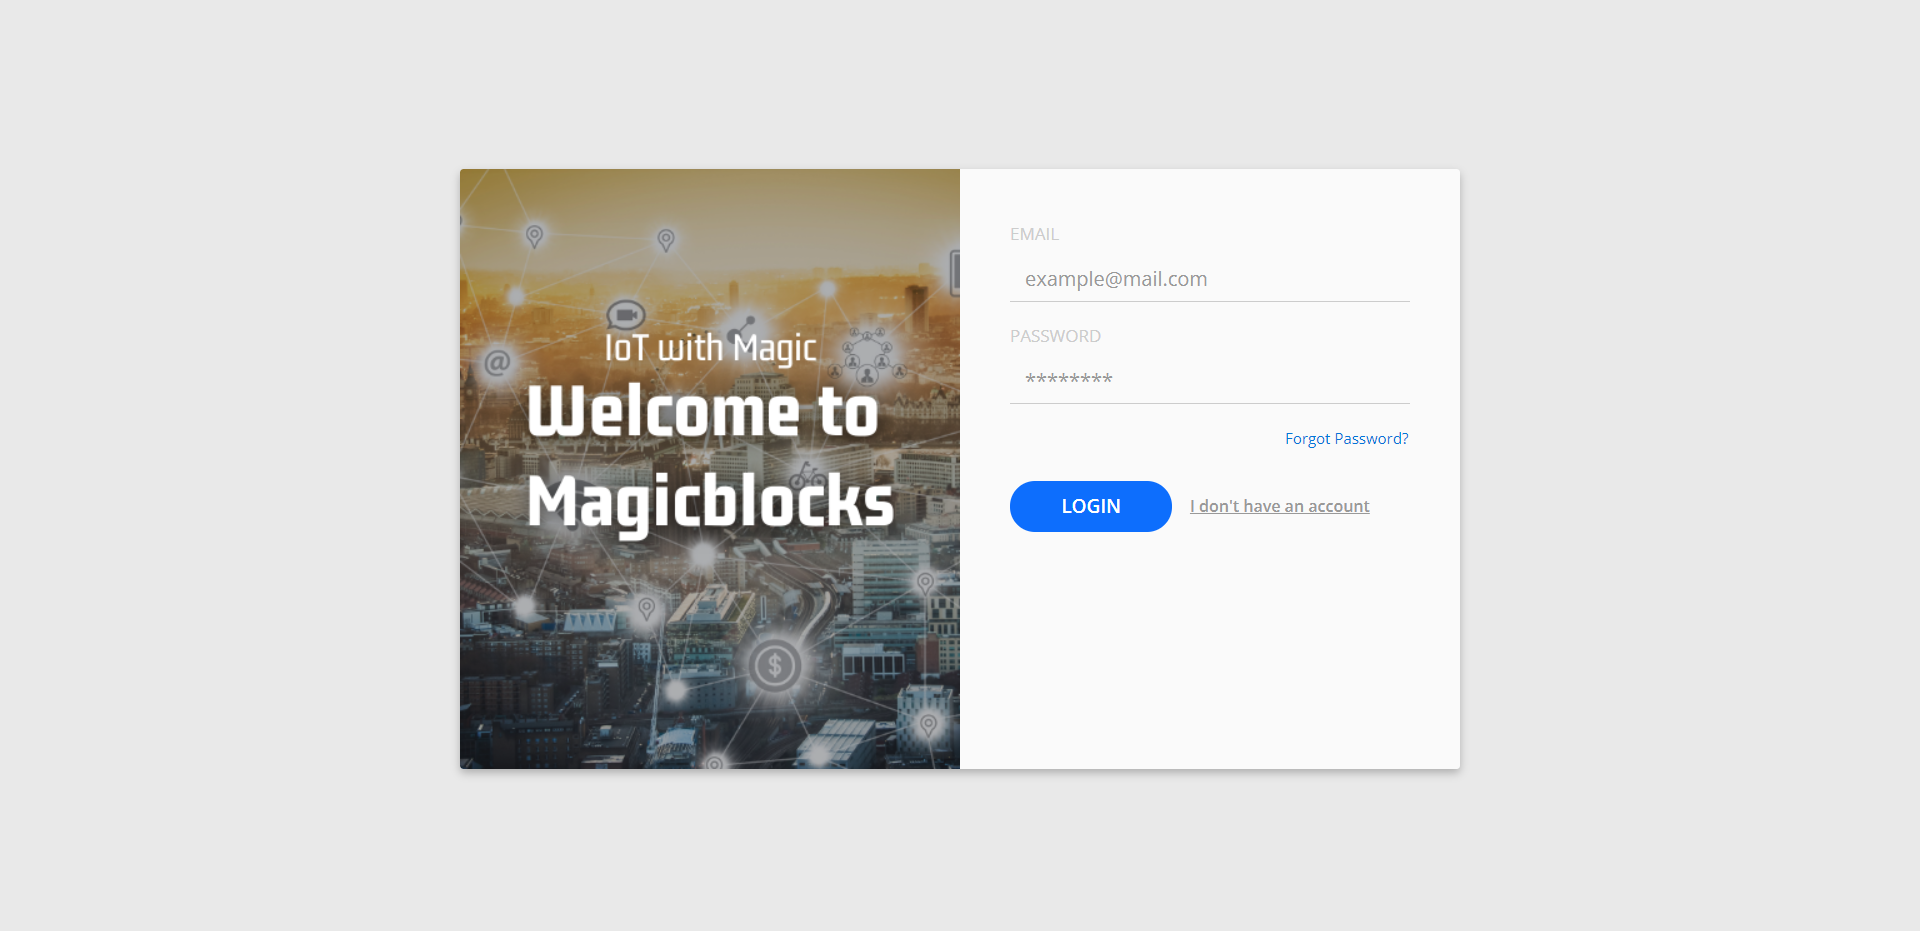 IoT with Magic
Welcome to
Magicblocks
EMAIL
example@mail.com
PASSWORD
********
Forgot Password?
LOGIN
I don't have an account